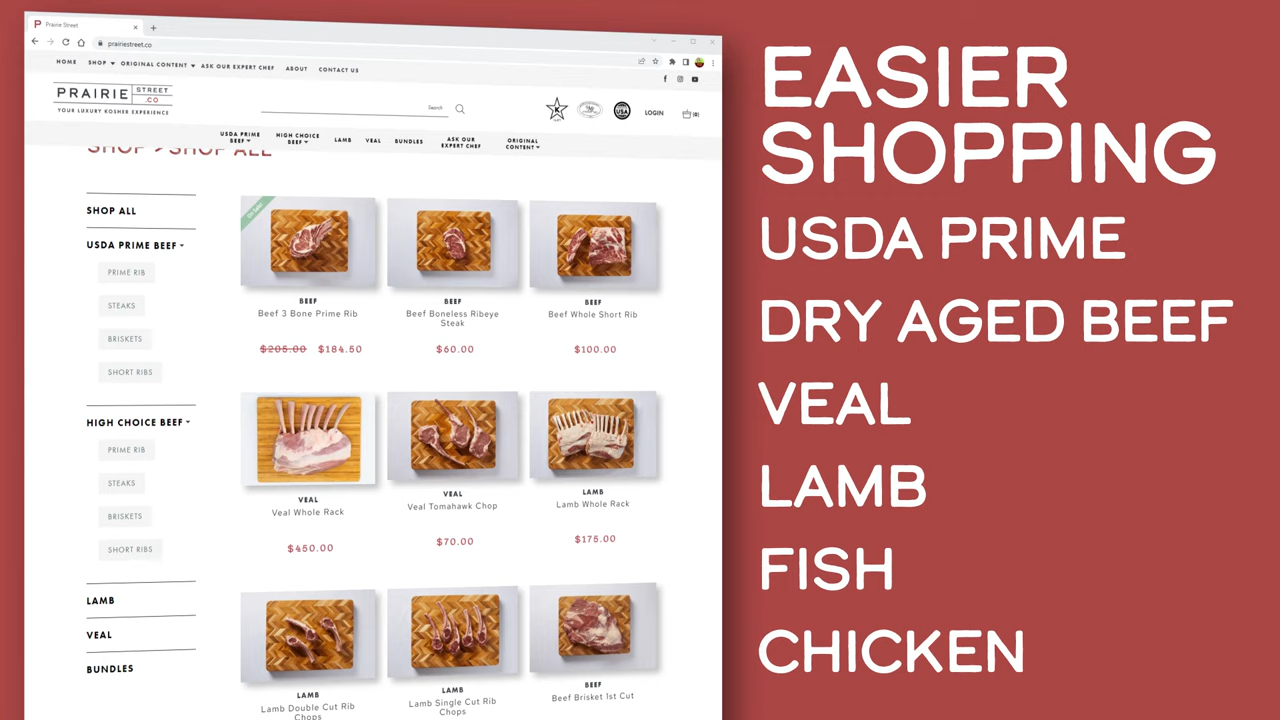 Prairie Street
prairiestreet.co
HOME SHOP ORIGINAL CONTENT ASK OUR EXPERT CHEF ABOUT CONTACT US
PRAIRIE STREET .CO
YOUR LUXURY KOSHER EXPERIENCE
Search
K
USA
LOGIN
(0)
USDA PRIME BEEF
HIGH CHOICE BEEF
LAMB
VEAL
BUNDLES
ASK OUR EXPERT CHEF
ORIGINAL CONTENT
SHOP > SHOP ALL
SHOP ALL
USDA PRIME BEEF
PRIME RIB
STEAKS
BRISKETS
SHORT RIBS
HIGH CHOICE BEEF
PRIME RIB
STEAKS
BRISKETS
SHORT RIBS
LAMB
VEAL
BUNDLES
BEEF
Beef 3 Bone Prime Rib
$205.00 $184.50
BEEF
Beef Boneless Ribeye
Steak
$60.00
BEEF
Beef Whole Short Rib
$100.00
VEAL
Veal Whole Rack
$450.00
VEAL
Veal Tomahawk Chop
$70.00
LAMB
Lamb Whole Rack
$175.00
LAMB
Lamb Double Cut Rib
Chops
LAMB
Lamb Single Cut Rib
Chops
BEEF
Beef Brisket 1st Cut
EASIER
SHOPPING
USDA PRIME
DRY AGED BEEF
VEAL
LAMB
FISH
CHICKEN